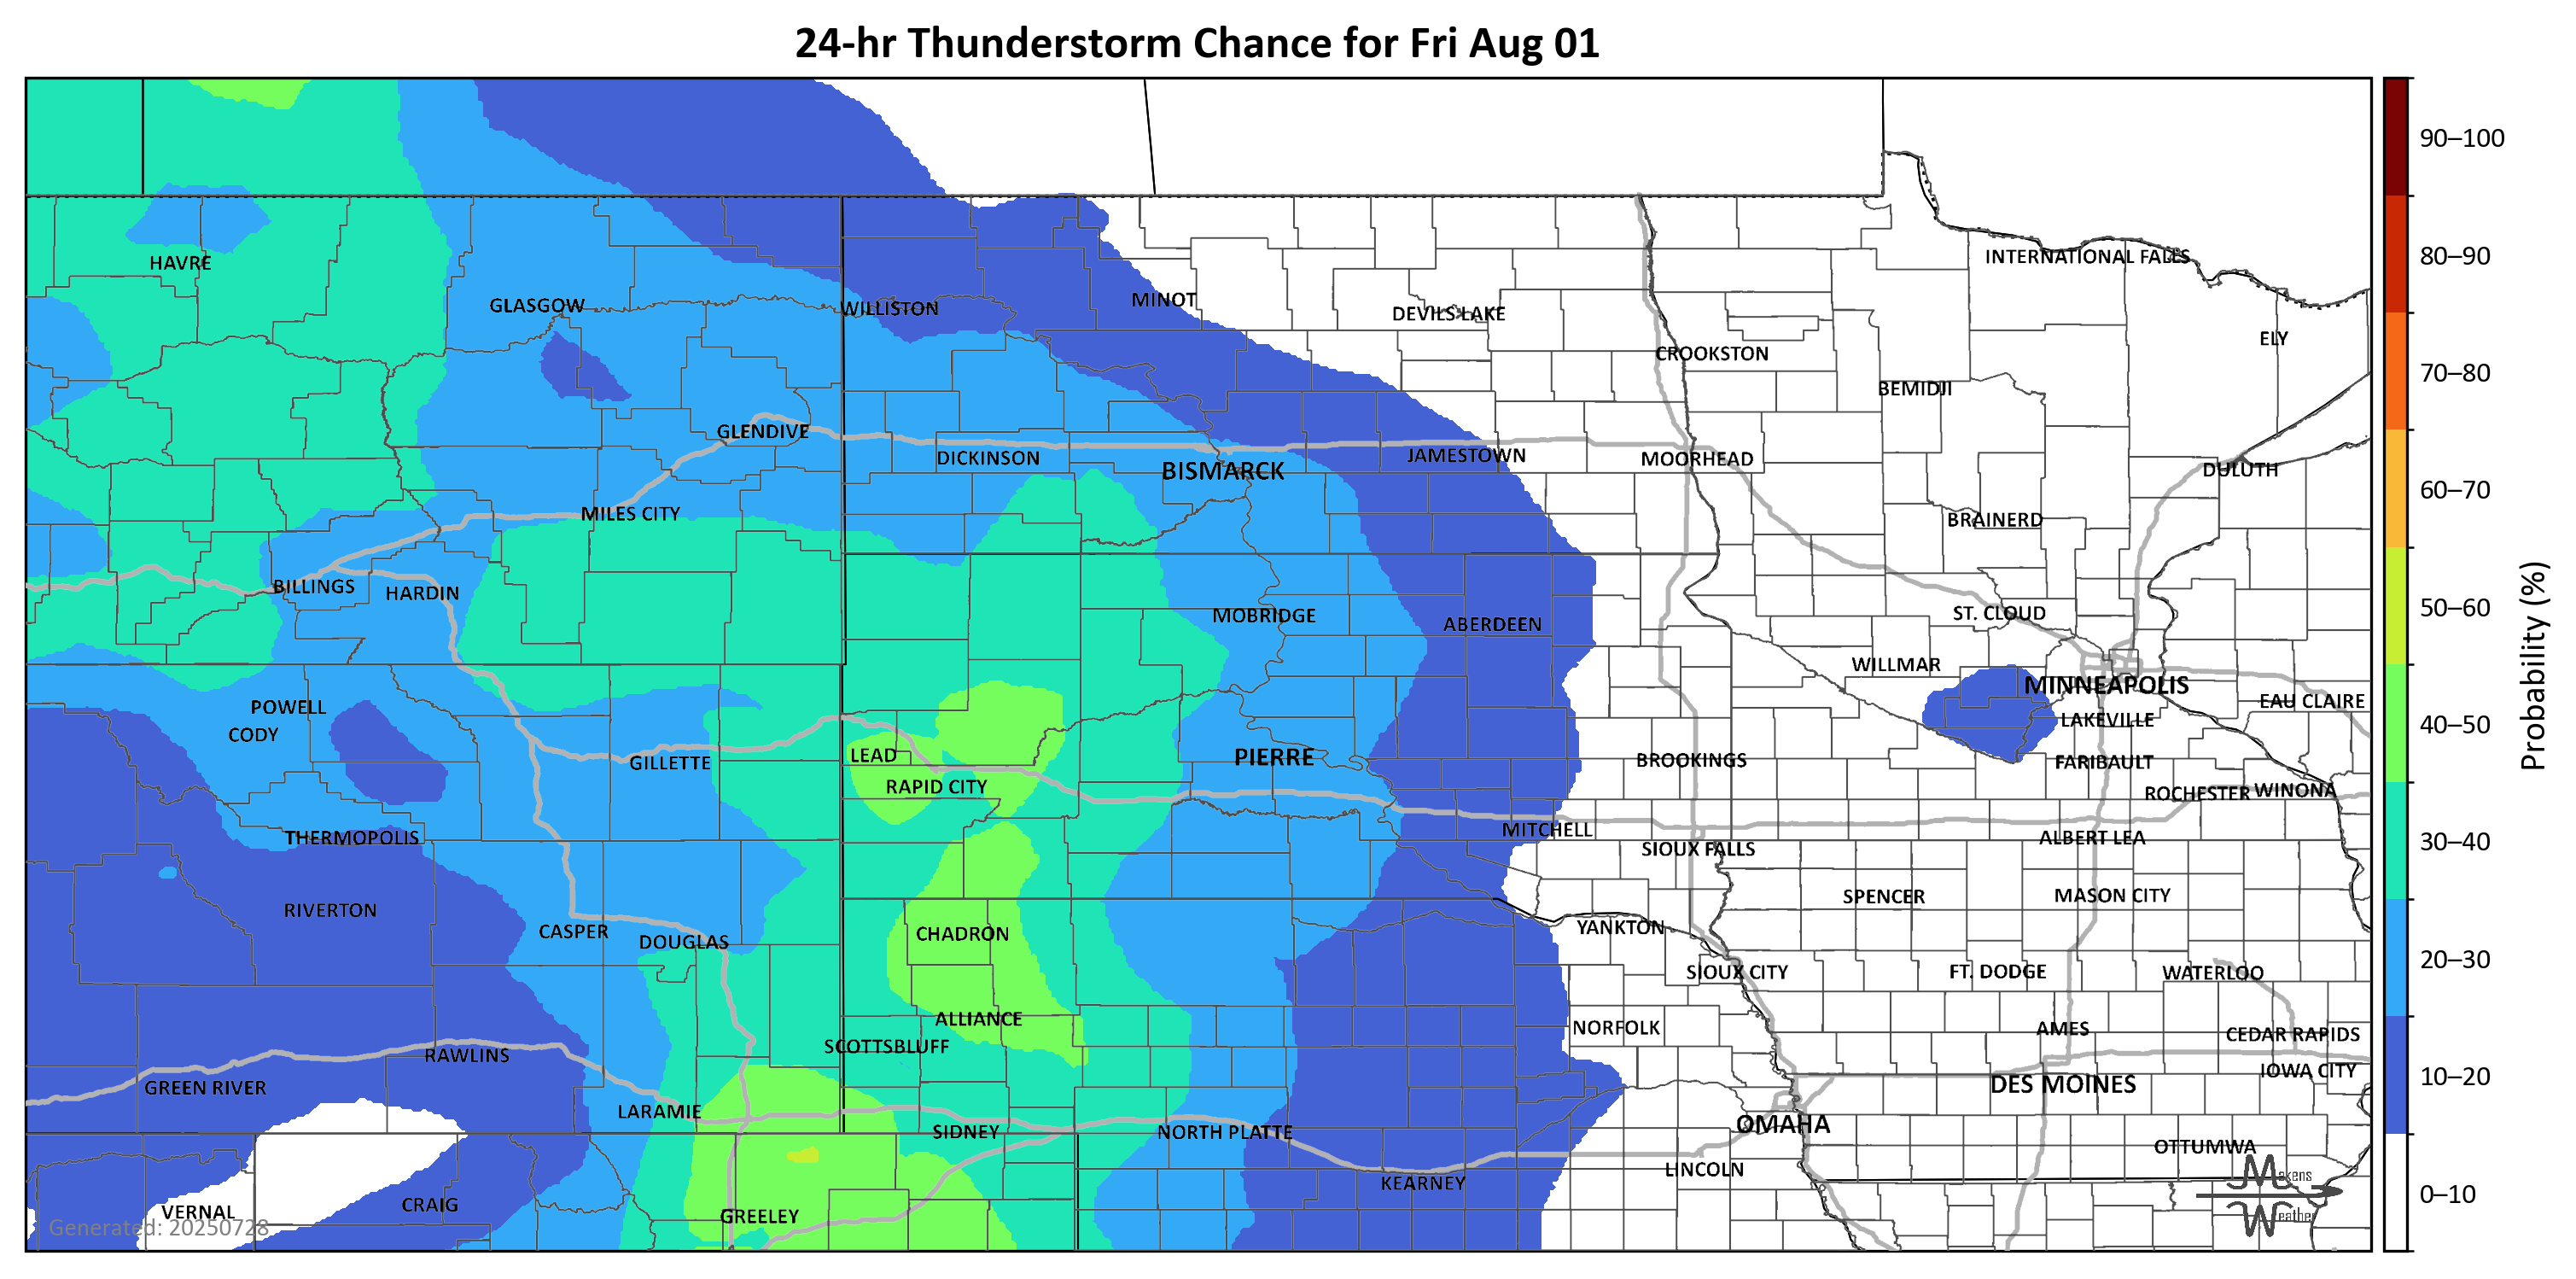 24-hr Thunderstorm Chance for Fri Aug 01
90–100
INTERNATIONAL FALLS
80–90
HAVRE
MINOT
GLASGOW
WILLISTON
DEVILS LAKE
ELY
CROOKSTON
70–80
BEMIDJI
GLENDIVE
DICKINSON
JAMESTOWN
MOORHEAD
BISMARCK
DULUTH
60–70
MILES CITY
BRAINERD
BILLINGS
HARDIN
50–60
MOBRIDGE
ABERDEEN
ST. CLOUD
WILLMAR
Probability (%)
MINNEAPOLIS
POWELL
EAU CLAIRE
LAKEVILLE
40–50
CODY
LEAD
PIERRE
GILLETTE
BROOKINGS
FARIBAULT
RAPID CITY
ROCHESTER
WINONA
THERMOPOLIS
MITCHELL
ALBERT LEA
30–40
SIOUX FALLS
SPENCER
MASON CITY
RIVERTON
CASPER
DOUGLAS
CHADRON
YANKTON
20–30
SIOUX CITY
FT. DODGE
WATERLOO
ALLIANCE
NORFOLK
AMES
CEDAR RAPIDS
SCOTTSBLUFF
RAWLINS
IOWA CITY
10–20
GREEN RIVER
DES MOINES
LARAMIE
OMAHA
SIDNEY
NORTH PLATTE
OTTUMWA
LINCOLN
KEARNEY
Makens
0–10
VERNAL
CRAIG
GREELEY
Weather
Generated: 20250728